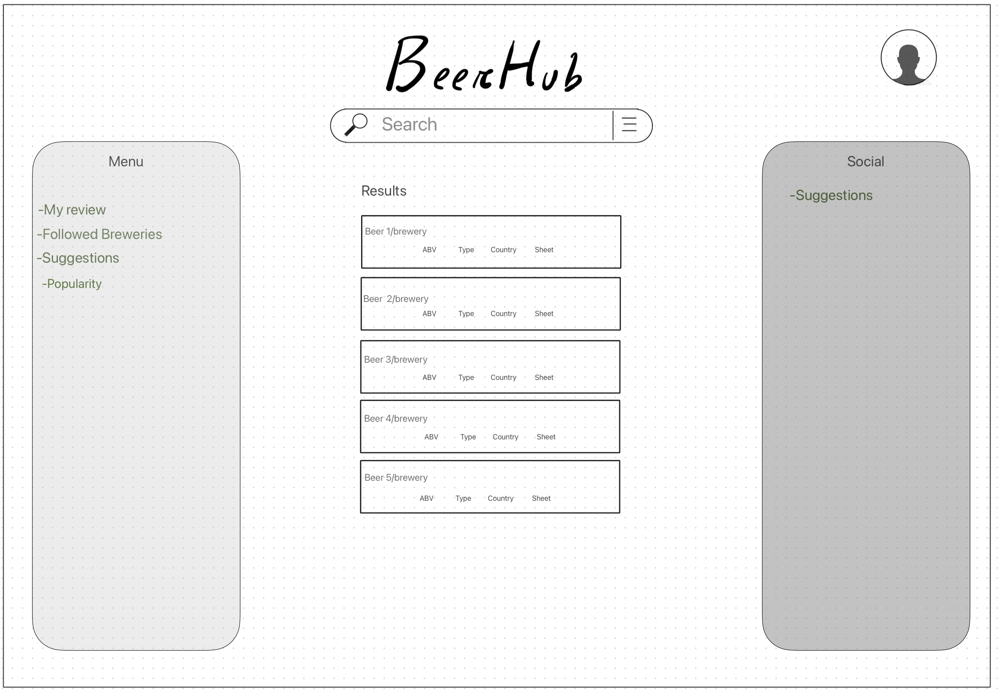 BeerHub
Search
Menu
-My review
-Followed Breweries
-Suggestions
-Popularity
Results
Beer 1/brewery
ABV Type Country Sheet
Beer  2/brewery
ABV Type Country Sheet
Beer 3/brewery
ABV Type Country Sheet
Beer 4/brewery
ABV Type Country Sheet
Beer 5/brewery
ABV Type Country Sheet
Social
-Suggestions